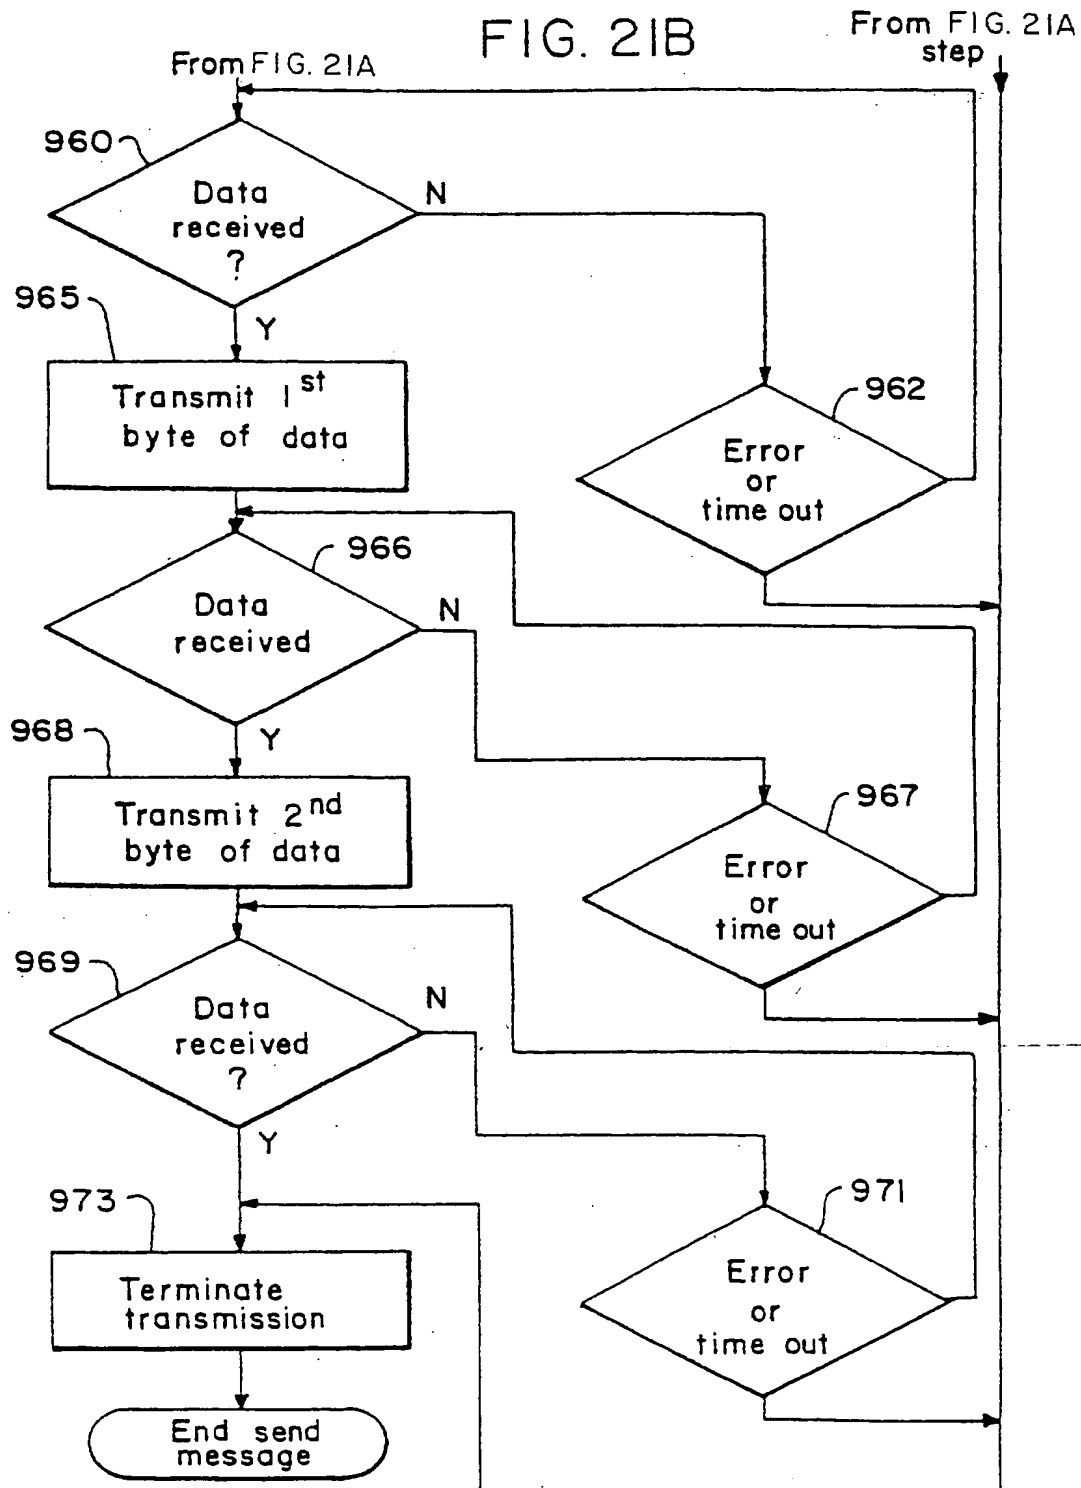 FIG. 21B
From FIG. 21A
step
From FIG. 21A
960
Data
received
?
N
Y
965
Transmit 1st
byte of data
962
Error
or
time out
966
Data
received
N
Y
968
Transmit 2nd
byte of data
967
Error
or
time out
969
Data
received
?
N
Y
973
Terminate
transmission
971
Error
or
time out
End send
message